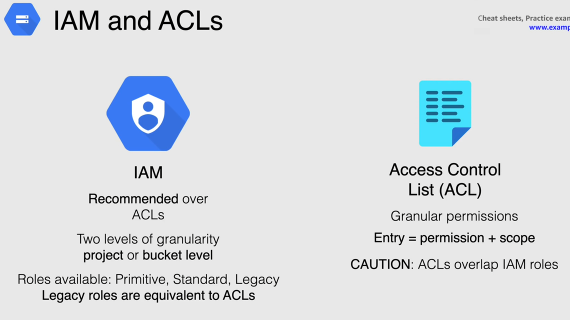 IAM and ACLs
Cheat sheets, Practice
www.
IAM
Recommended over
ACLs
Two levels of granularity
project or bucket level
Roles available: Primitive, Standard, Legacy
Legacy roles are equivalent to ACLs
Access Control
List (ACL)
Granular permissions
Entry = permission + scope
CAUTION: ACLs overlap IAM roles